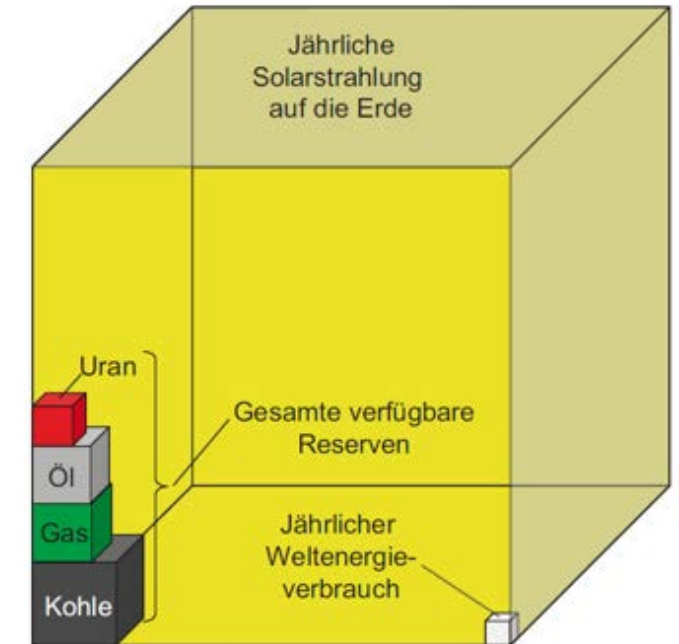 Jährliche
Solarstrahlung
auf die Erde
Uran
Gesamte verfügbare
Reserven
Öl
Gas
Jährlicher
Weltenergie-
verbrauch
Kohle